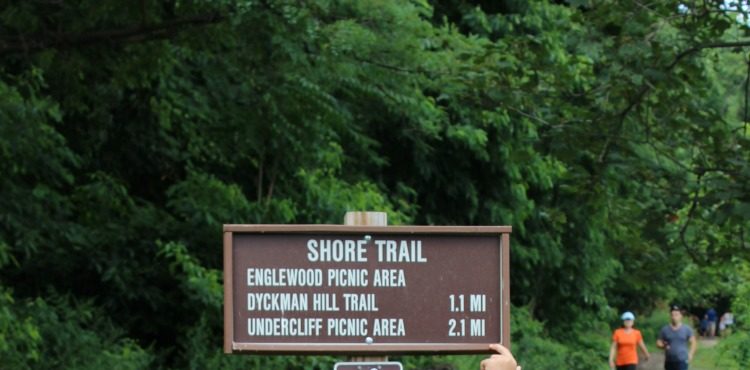 SHORE TRAIL
ENGLEWOOD PICNIC AREA
DYCKMAN HILL TRAIL 1.1 MI
UNDERCLIFF PICNIC AREA 2.1 MI